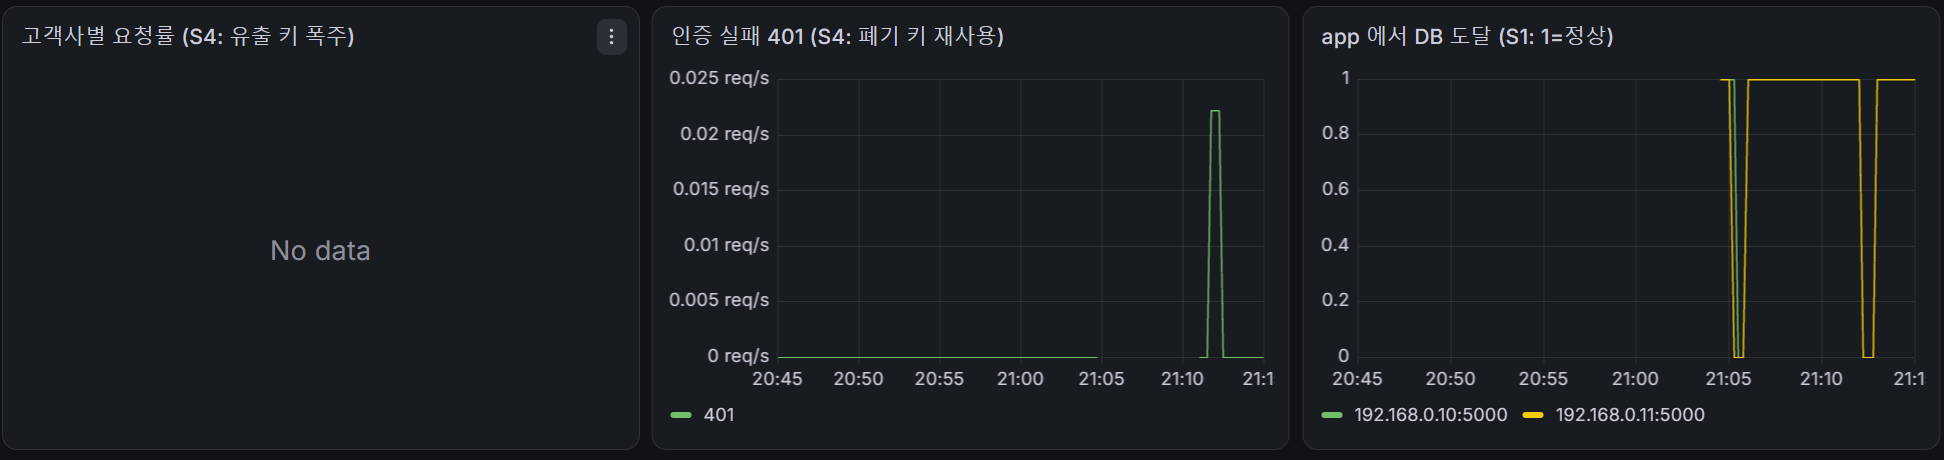 고객사별 요청률 (S4: 유출 키 폭주)
No data
인증 실패 401 (S4: 폐기 키 재사용)
0.025 req/s
0.02 req/s
0.015 req/s
0.01 req/s
0.005 req/s
0 req/s
20:45 20:50 20:55 21:00 21:05 21:10 21:1
401
app 에서 DB 도달 (S1: 1=정상)
1
0.8
0.6
0.4
0.2
0
20:45 20:50 20:55 21:00 21:05 21:10 21:1
192.168.0.10:5000 192.168.0.11:5000